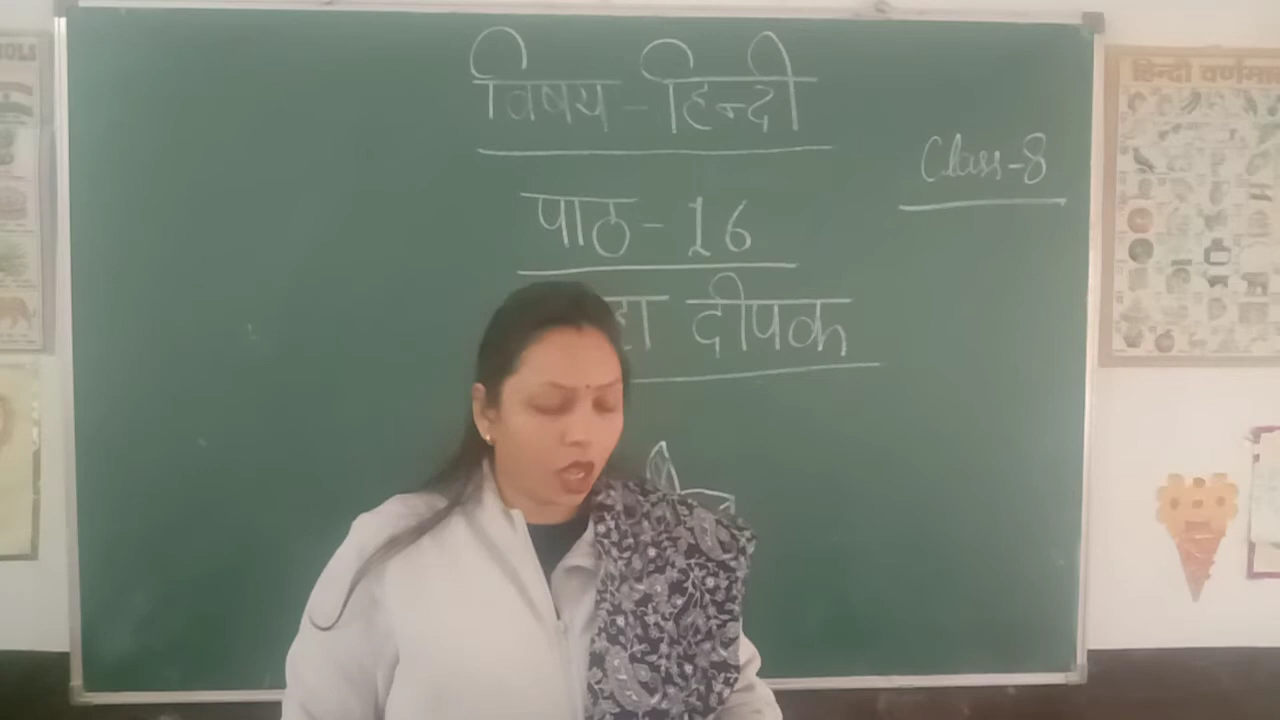 विषय - हिन्दी
Class-8
पाठ - 16
दीपक
हिन्दी